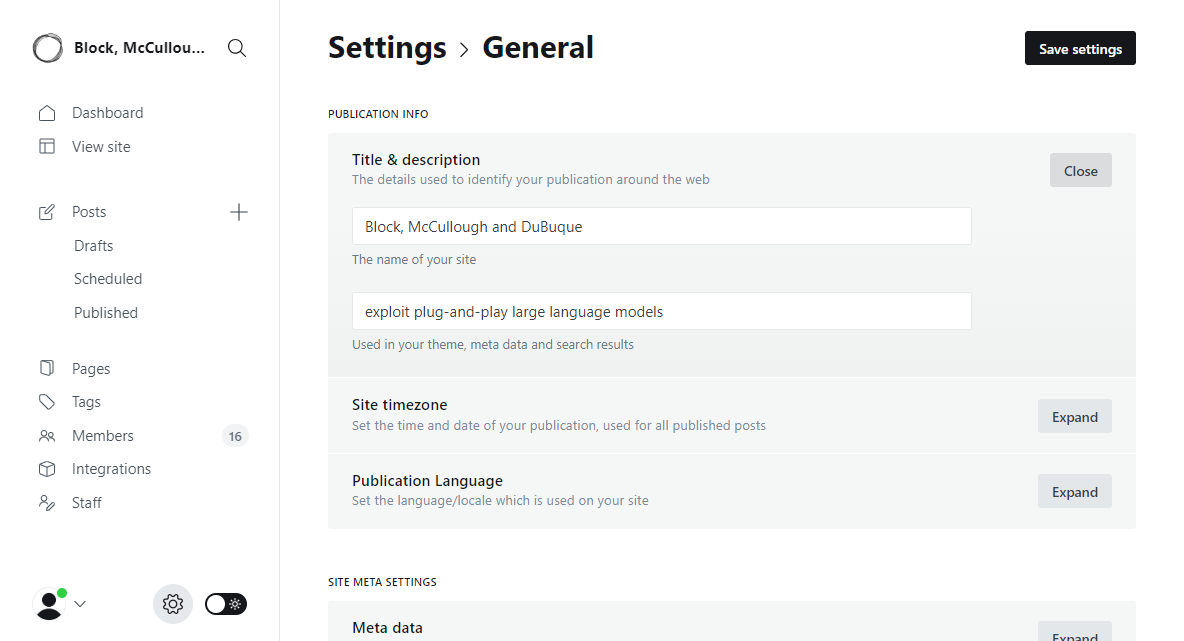 Block, McCullou...
Dashboard
View site
Posts
Drafts
Scheduled
Published
Pages
Tags
Members 16
Integrations
Staff
Settings > General
Save settings
PUBLICATION INFO
Title & description
The details used to identify your publication around the web
Close
Block, McCullough and DuBuque
The name of your site
exploit plug-and-play large language models
Used in your theme, meta data and search results
Site timezone
Set the time and date of your publication, used for all published posts
Expand
Publication Language
Set the language/locale which is used on your site
Expand
SITE META SETTINGS
Meta data
Expand